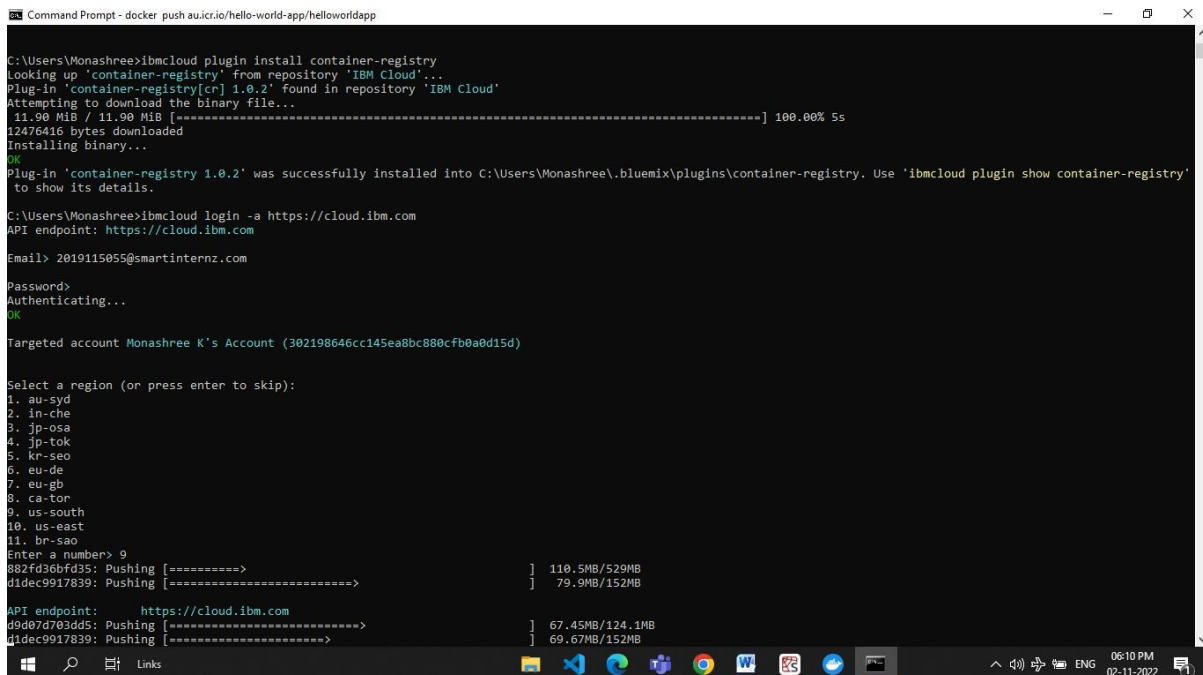 Command Prompt - docker push au.icr.io/hello-world-app/helloworldapp
C:\Users\Monashree>ibmcloud plugin install container-registry
Looking up 'container-registry' from repository 'IBM Cloud'...
Plug-in 'container-registry[cr] 1.0.2' found in repository 'IBM Cloud'
Attempting to download the binary file...
11.90 MiB / 11.90 MiB [===================================================================================] 100.00% 5s
12476416 bytes downloaded
Installing binary...
OK
Plug-in 'container-registry 1.0.2' was successfully installed into C:\Users\Monashree\.bluemix\plugins\container-registry. Use 'ibmcloud plugin show container-registry'
to show its details.
C:\Users\Monashree>ibmcloud login -a https://cloud.ibm.com
API endpoint: https://cloud.ibm.com
Email> 2019115055@smartinternz.com
Password>
Authenticating...
OK
Targeted account Monashree K's Account (302198646cc145ea8bc880cfb0a0d15d)
Select a region (or press enter to skip):
1. au-syd
2. in-che
3. jp-osa
4. jp-tok
5. kr-seo
6. eu-de
7. eu-gb
8. ca-tor
9. us-south
10. us-east
11. br-sao
Enter a number> 9
882fd36bfd35: Pushing [==========>                                        ]  110.5MB/529MB
d1dec9917839: Pushing [==========================>                        ]  79.9MB/152MB
API endpoint: https://cloud.ibm.com
d9d07d703dd5: Pushing [===========================>                       ]  67.45MB/124.1MB
d1dec9917839: Pushing [======================>                            ]  69.67MB/152MB
Links
ENG
06:10 PM
02-11-2022